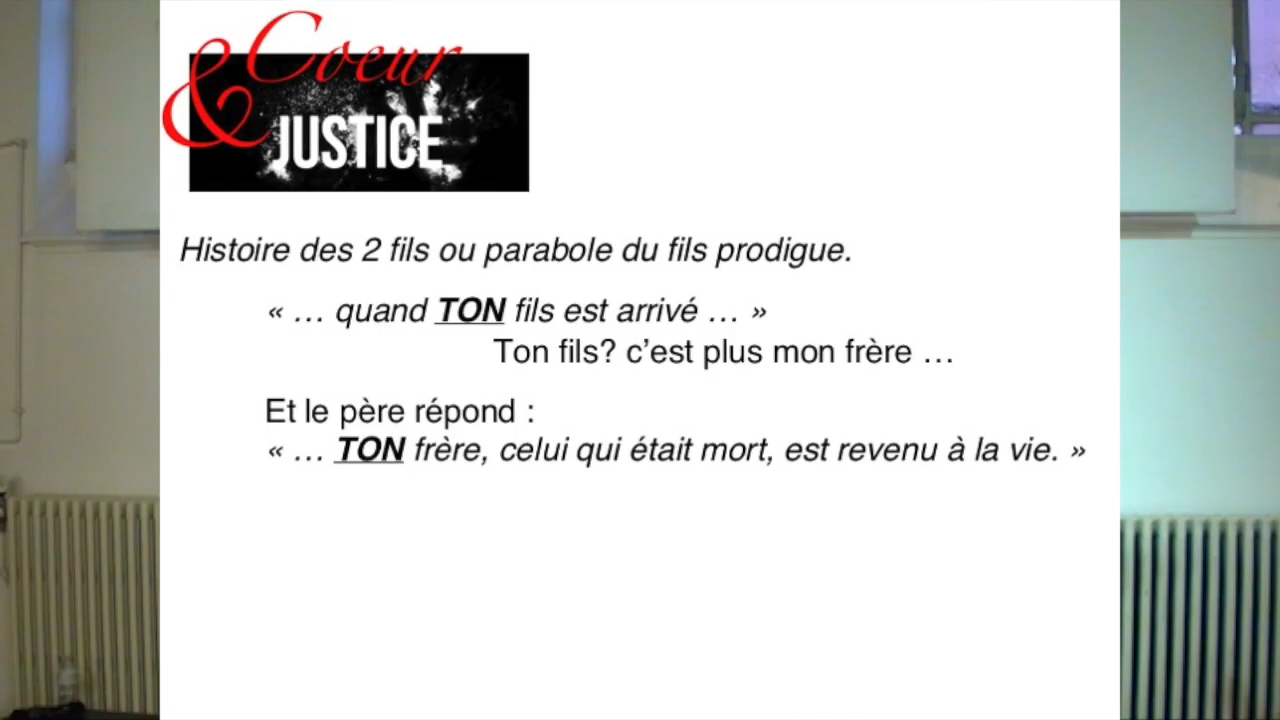 Coeur
& JUSTICE
Histoire des 2 fils ou parabole du fils prodigue.
« … quand TON fils est arrivé … »
Ton fils? c’est plus mon frère …
Et le père répond :
« … TON frère, celui qui était mort, est revenu à la vie. »